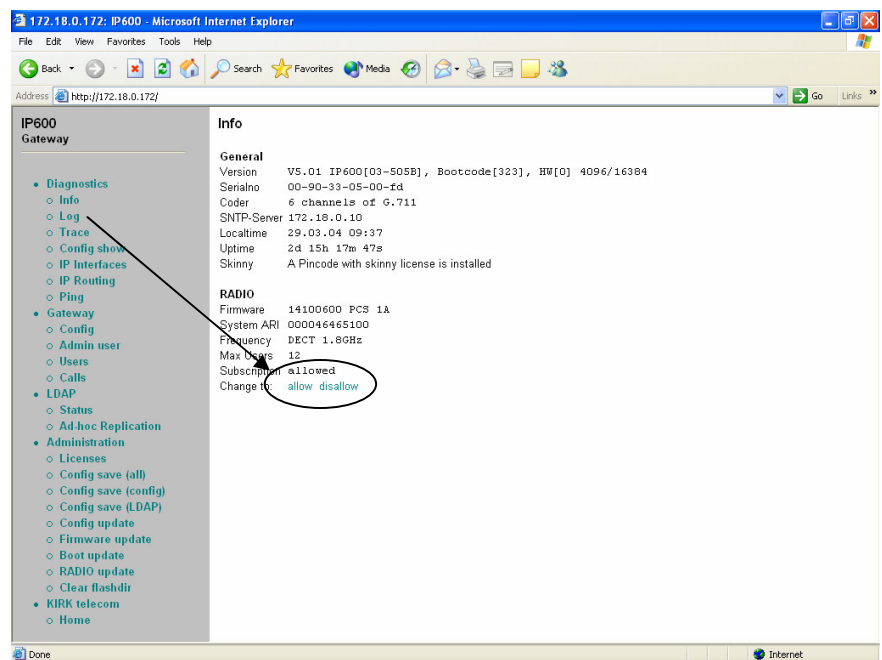 172.18.0.172: IP600 - Microsoft Internet Explorer
File Edit View Favorites Tools Help
Back Search Favorites Media
Address http://172.18.0.172/ Go Links »
IP600
Gateway
Diagnostics
Info
Log
Trace
Config show
IP Interfaces
IP Routing
Ping
Gateway
Config
Admin user
Users
Calls
LDAP
Status
Ad-hoc Replication
Administration
Licenses
Config save (all)
Config save (config)
Config save (LDAP)
Config update
Firmware update
Boot update
RADIO update
Clear flashdir
KIRK telecom
Home
Info
General
Version V5.01 IP600[03-505B], Bootcode[323], HW[0] 4096/16384
Serialno 00-90-33-05-00-fd
Coder 6 channels of G.711
SNTP-Server 172.18.0.10
Localtime 29.03.04 09:37
Uptime 2d 15h 17m 47s
Skinny A Pincode with skinny license is installed
RADIO
Firmware 14100600 PCS 1A
System ARI 000046465100
Frequency DECT 1.8GHz
Max Users 12
Subscription allowed
Change to: allow disallow
Done Internet